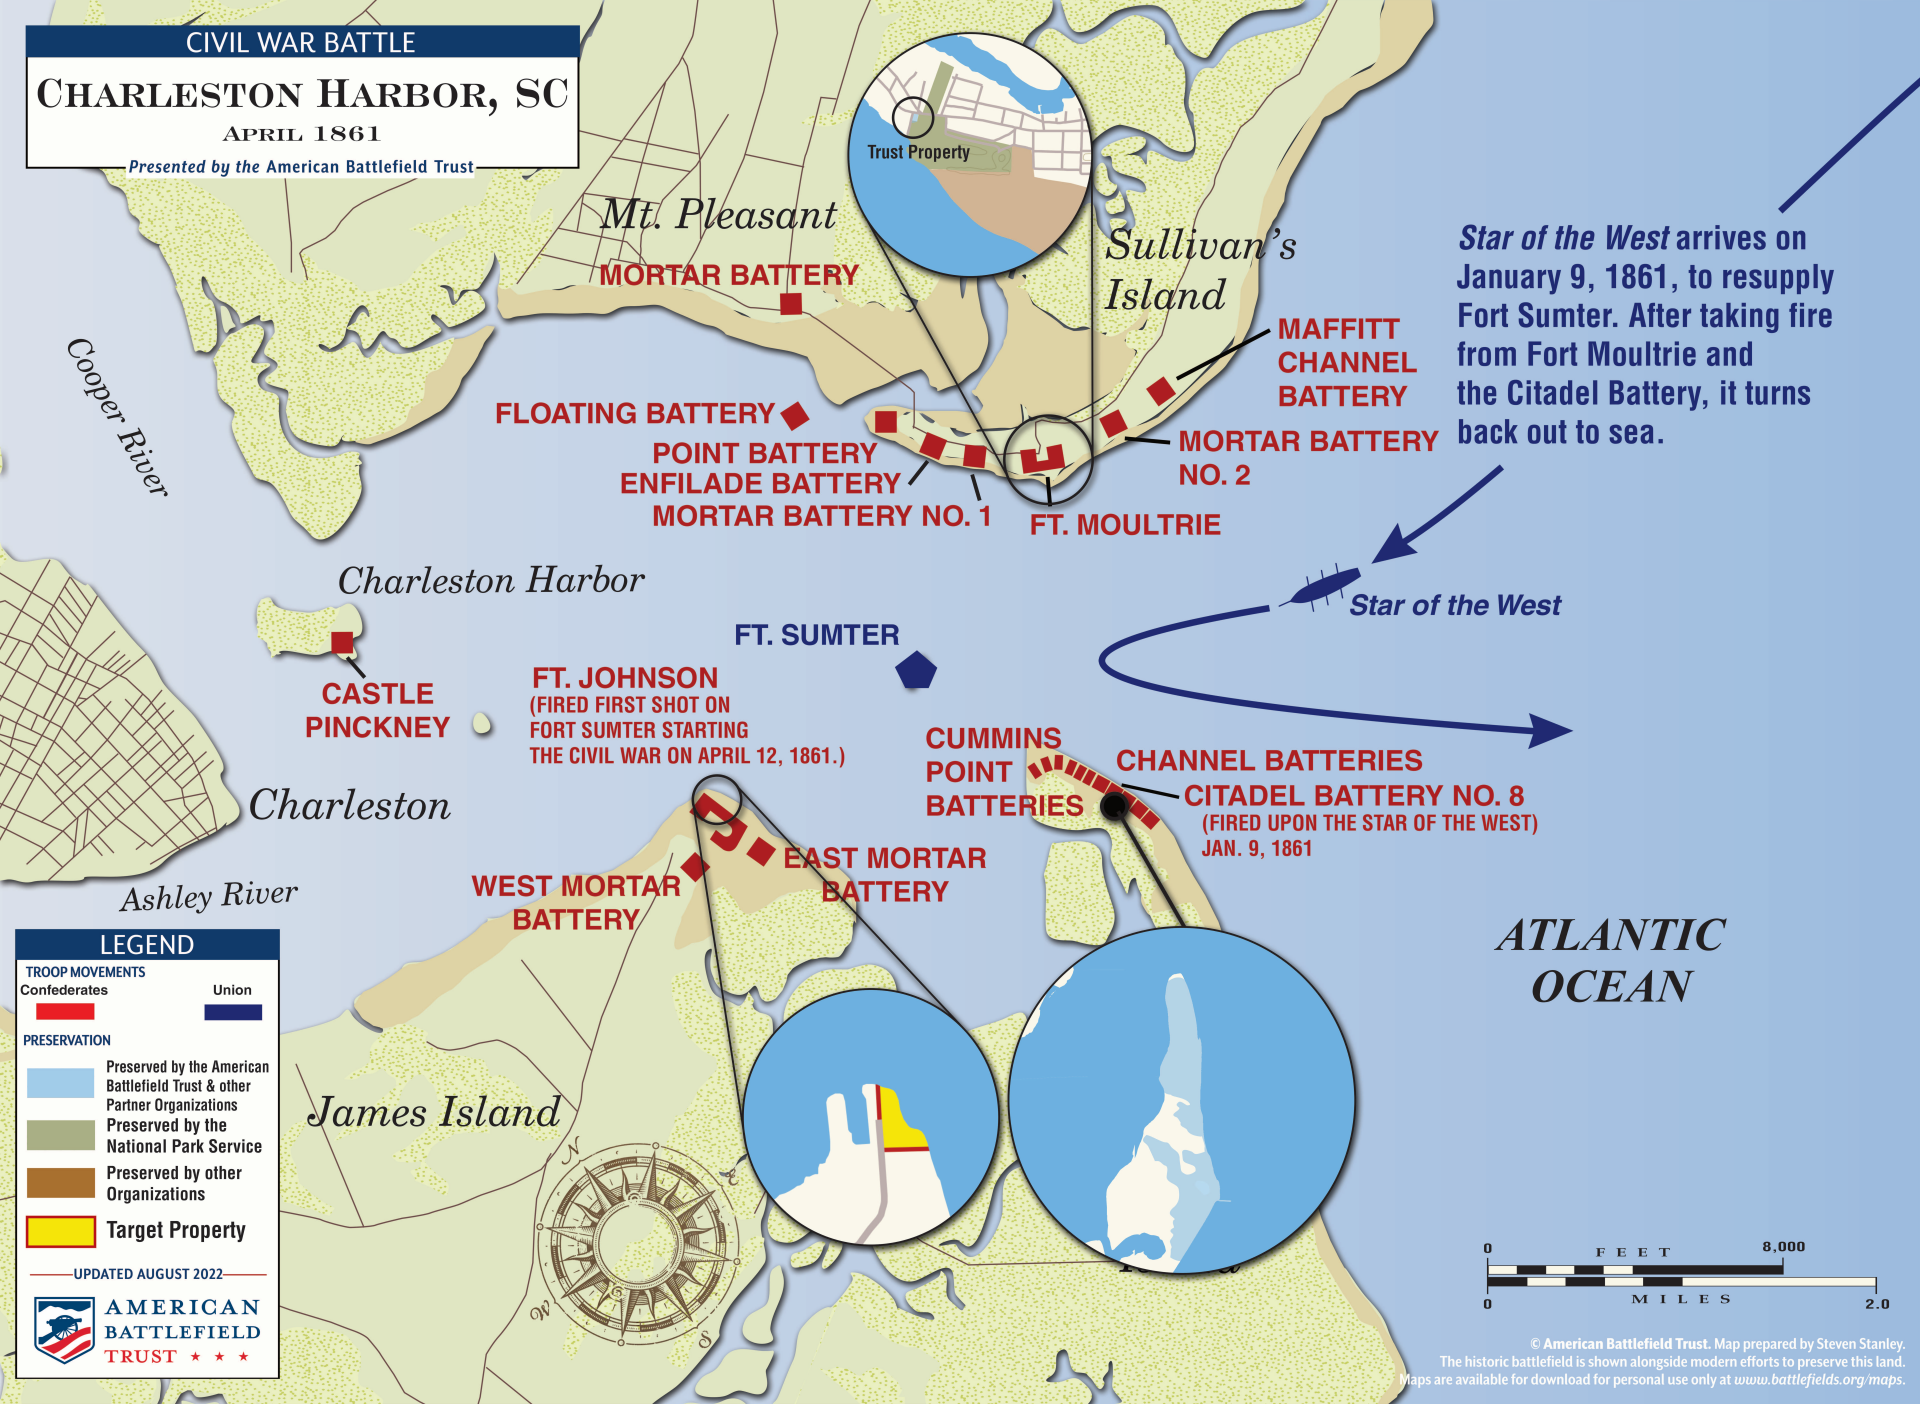 CIVIL WAR BATTLE
CHARLESTON HARBOR, SC
APRIL 1861
Presented by the American Battlefield Trust
Trust Property
Mt. Pleasant
MORTAR BATTERY
Sullivan's
Island
Star of the West arrives on
January 9, 1861, to resupply
Fort Sumter. After taking fire
from Fort Moultrie and
the Citadel Battery, it turns
back out to sea.
MAFFITT
CHANNEL
BATTERY
Cooper River
FLOATING BATTERY
POINT BATTERY
ENFILADE BATTERY
MORTAR BATTERY NO. 1
MORTAR BATTERY
NO. 2
FT. MOULTRIE
Charleston Harbor
Star of the West
FT. SUMTER
CASTLE
PINCKNEY
FT. JOHNSON
(FIRED FIRST SHOT ON
FORT SUMTER STARTING
THE CIVIL WAR ON APRIL 12, 1861.)
CUMMINS
POINT
BATTERIES
CHANNEL BATTERIES
CITADEL BATTERY NO. 8
(FIRED UPON THE STAR OF THE WEST)
JAN. 9, 1861
Charleston
Ashley River
WEST MORTAR
BATTERY
EAST MORTAR
BATTERY
ATLANTIC
OCEAN
James Island
N
E
S
W
LEGEND
TROOP MOVEMENTS
Confederates
Union
PRESERVATION
Preserved by the American
Battlefield Trust & other
Partner Organizations
Preserved by the
National Park Service
Preserved by other
Organizations
Target Property
UPDATED AUGUST 2022
AMERICAN
BATTLEFIELD
TRUST
0 FEET 8,000
0 MILES 2.0
© American Battlefield Trust. Map prepared by Steven Stanley.
The historic battlefield is shown alongside modern efforts to preserve this land.
Maps are available for download for personal use only at www.battlefields.org/maps.